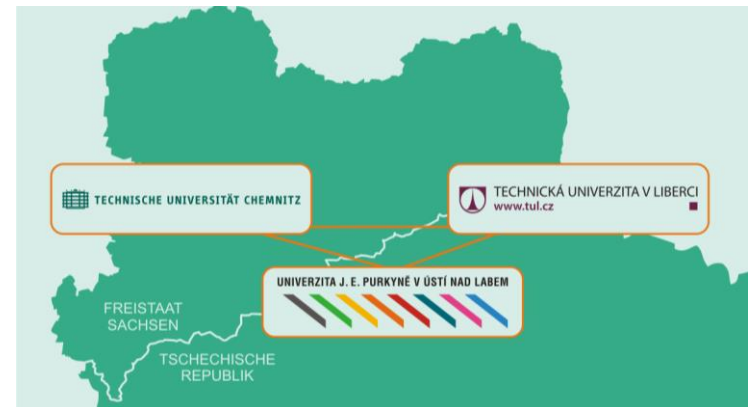 TECHNISCHE UNIVERSITÄT CHEMNITZ
TECHNICKÁ UNIVERZITA V LIBERCI
www.tul.cz
UNIVERZITA J. E. PURKYNĚ V ÚSTÍ NAD LABEM
FREISTAAT
SACHSEN
TSCHECHISCHE
REPUBLIK